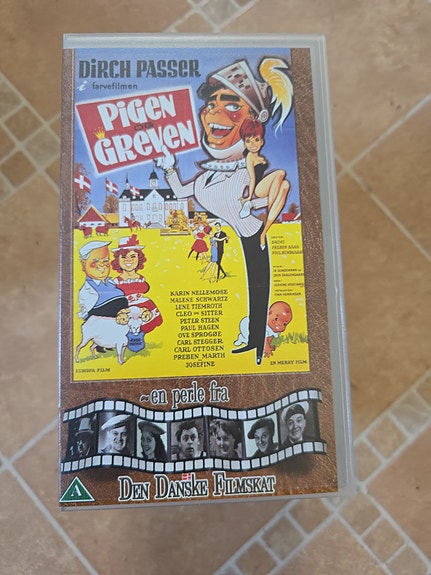 DIRCH PASSER
i farvefilmen
PIGEN
og
GREVEN
KARIN NELLEMOSE
MALENE SCHWARTZ
LENE TIEMROTH
CLEO DE SITTER
PETER STEEN
PAUL HAGEN
OVE SPROGØE
CARL STEGGER
CARL OTTOSEN
PREBEN MARTH
JOSEFINE
EUROPA FILM
EN MERRY FILM
~en perle fra
A
DEN DANSKE FILMSKAT